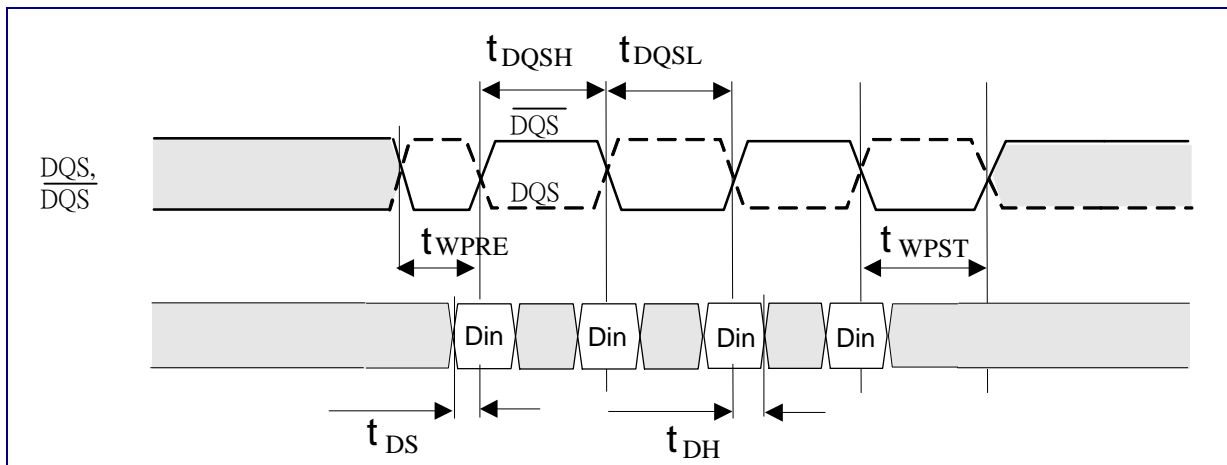 tDQSH tDQSL
DQS
DQS,
DQS
DQS
tWPRE
tWPST
Din Din Din Din
tDS
tDH